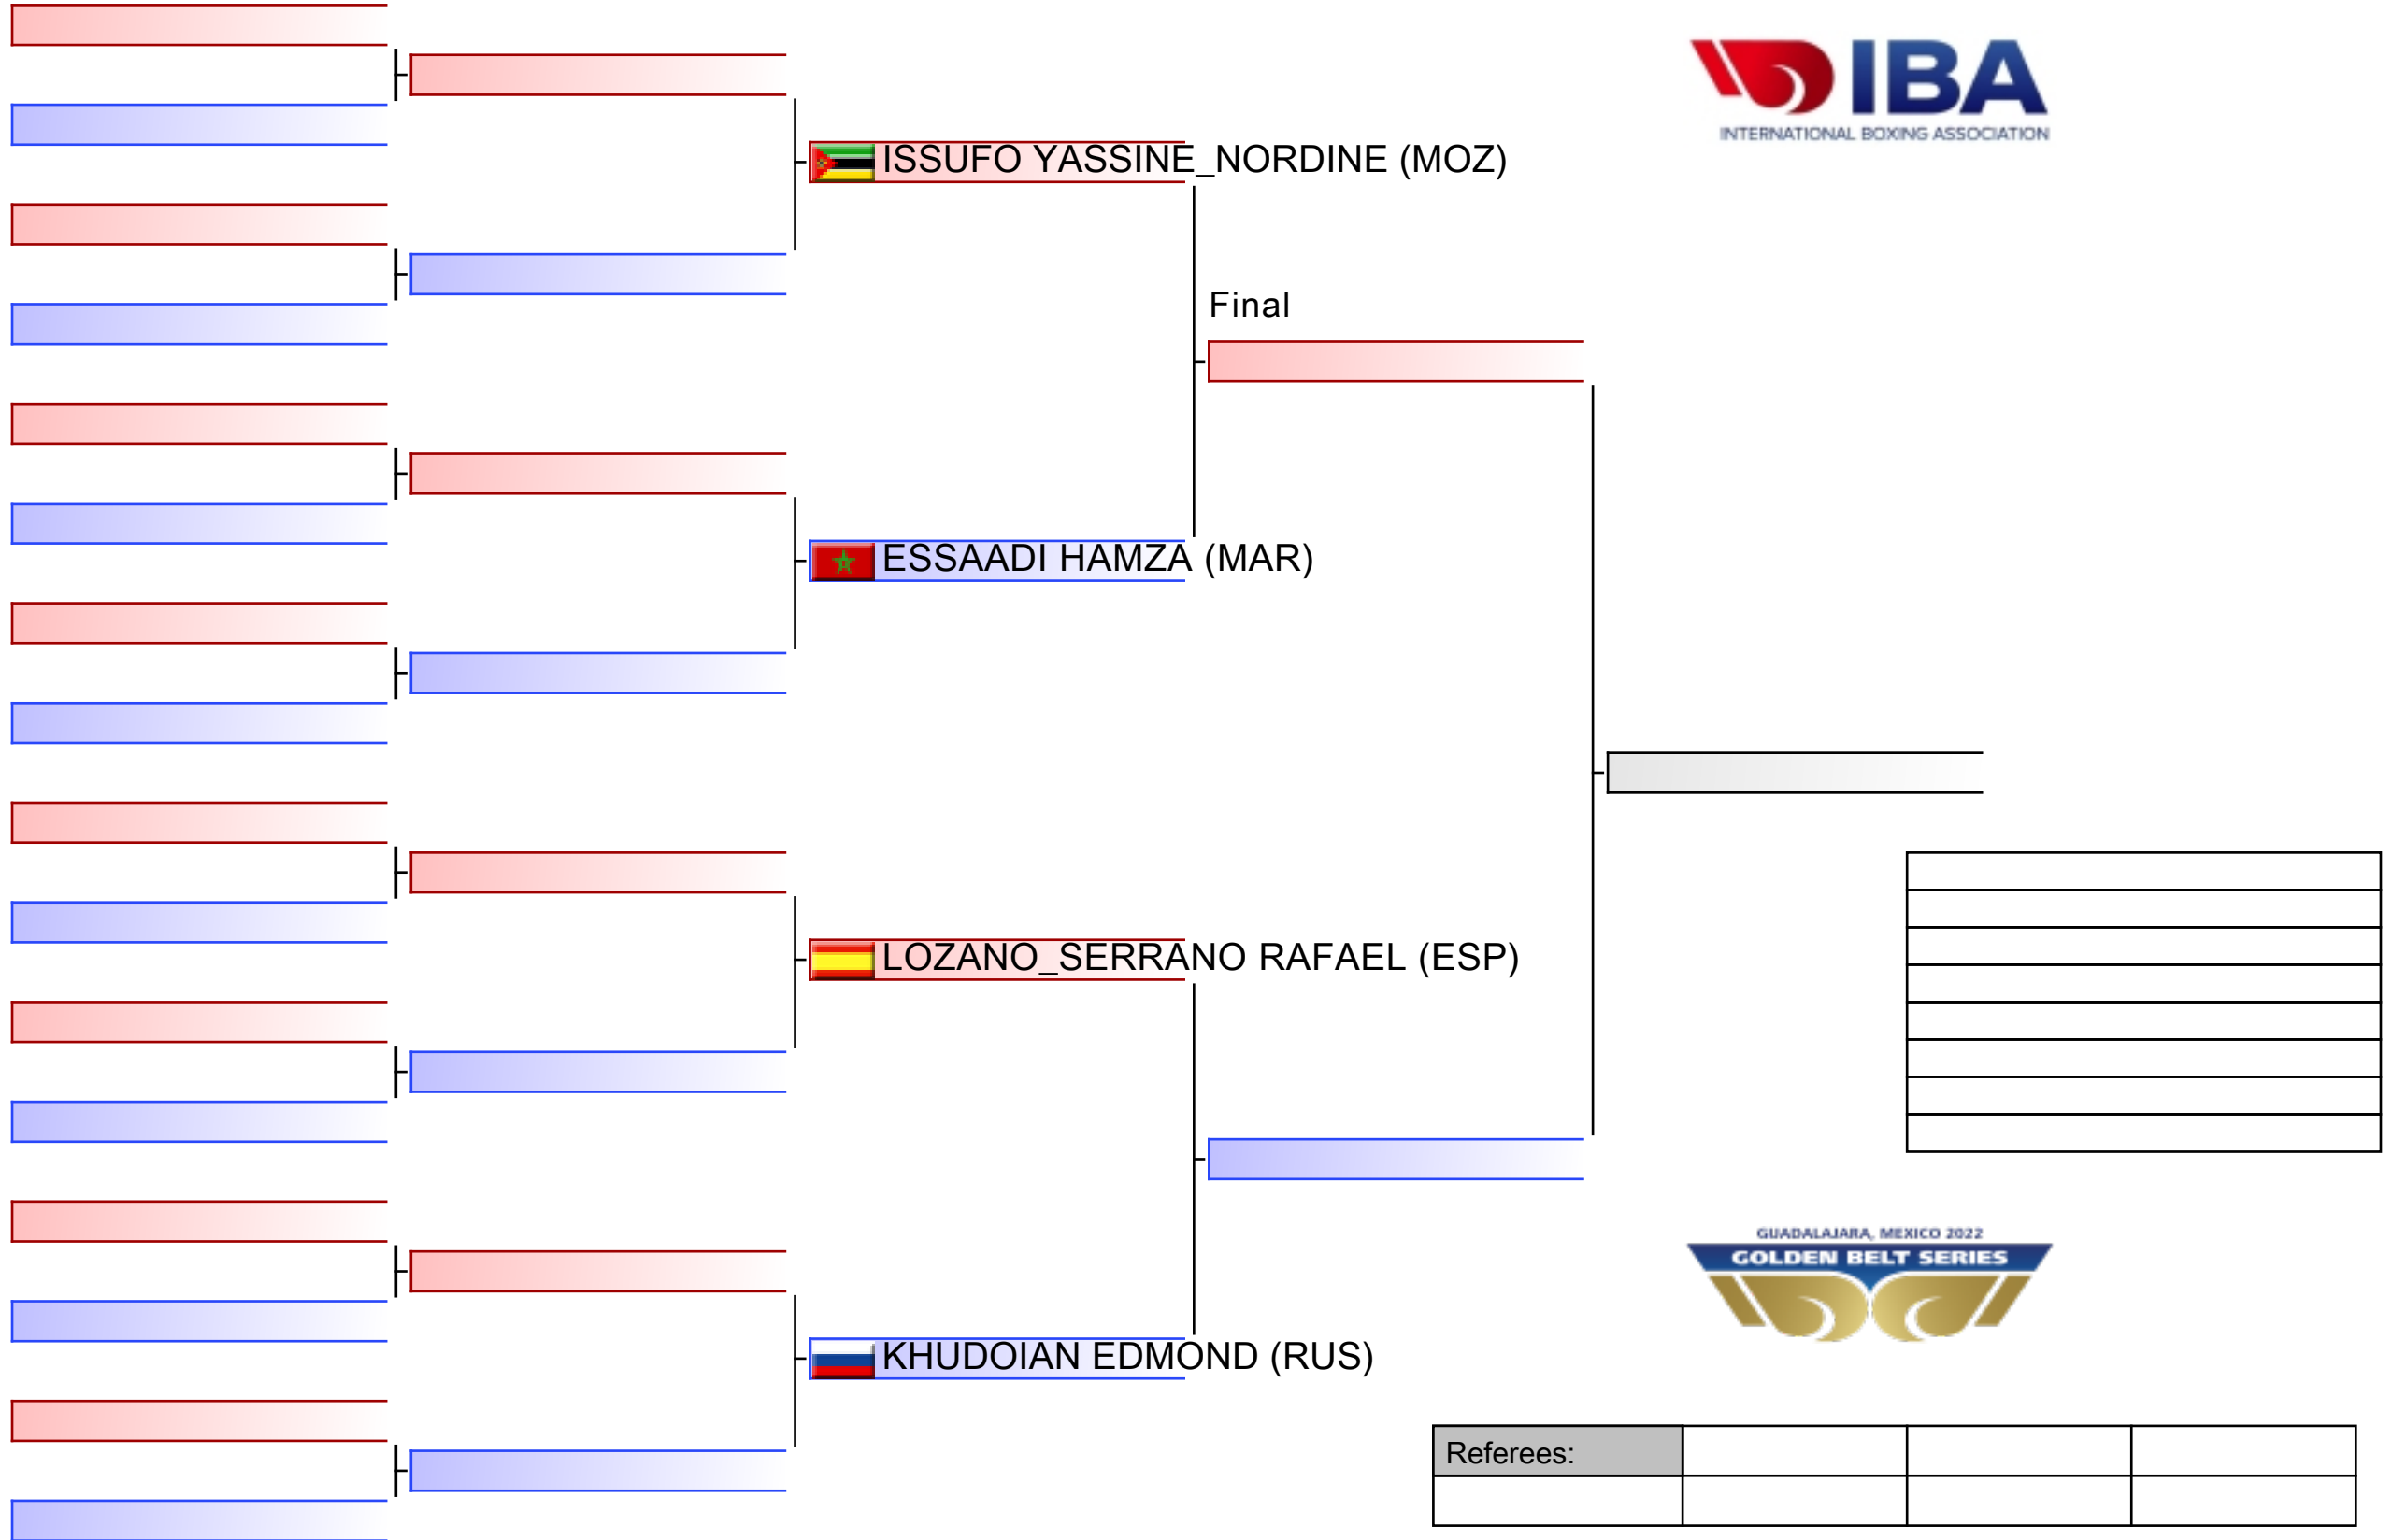 IBA
INTERNATIONAL BOXING ASSOCIATION
ISSUFO YASSINE_NORDINE (MOZ)
Final
ESSAADI HAMZA (MAR)
LOZANO_SERRANO RAFAEL (ESP)
GUADALAJARA, MEXICO 2022
GOLDEN BELT SERIES
KHUDOIAN EDMOND (RUS)
Referees: